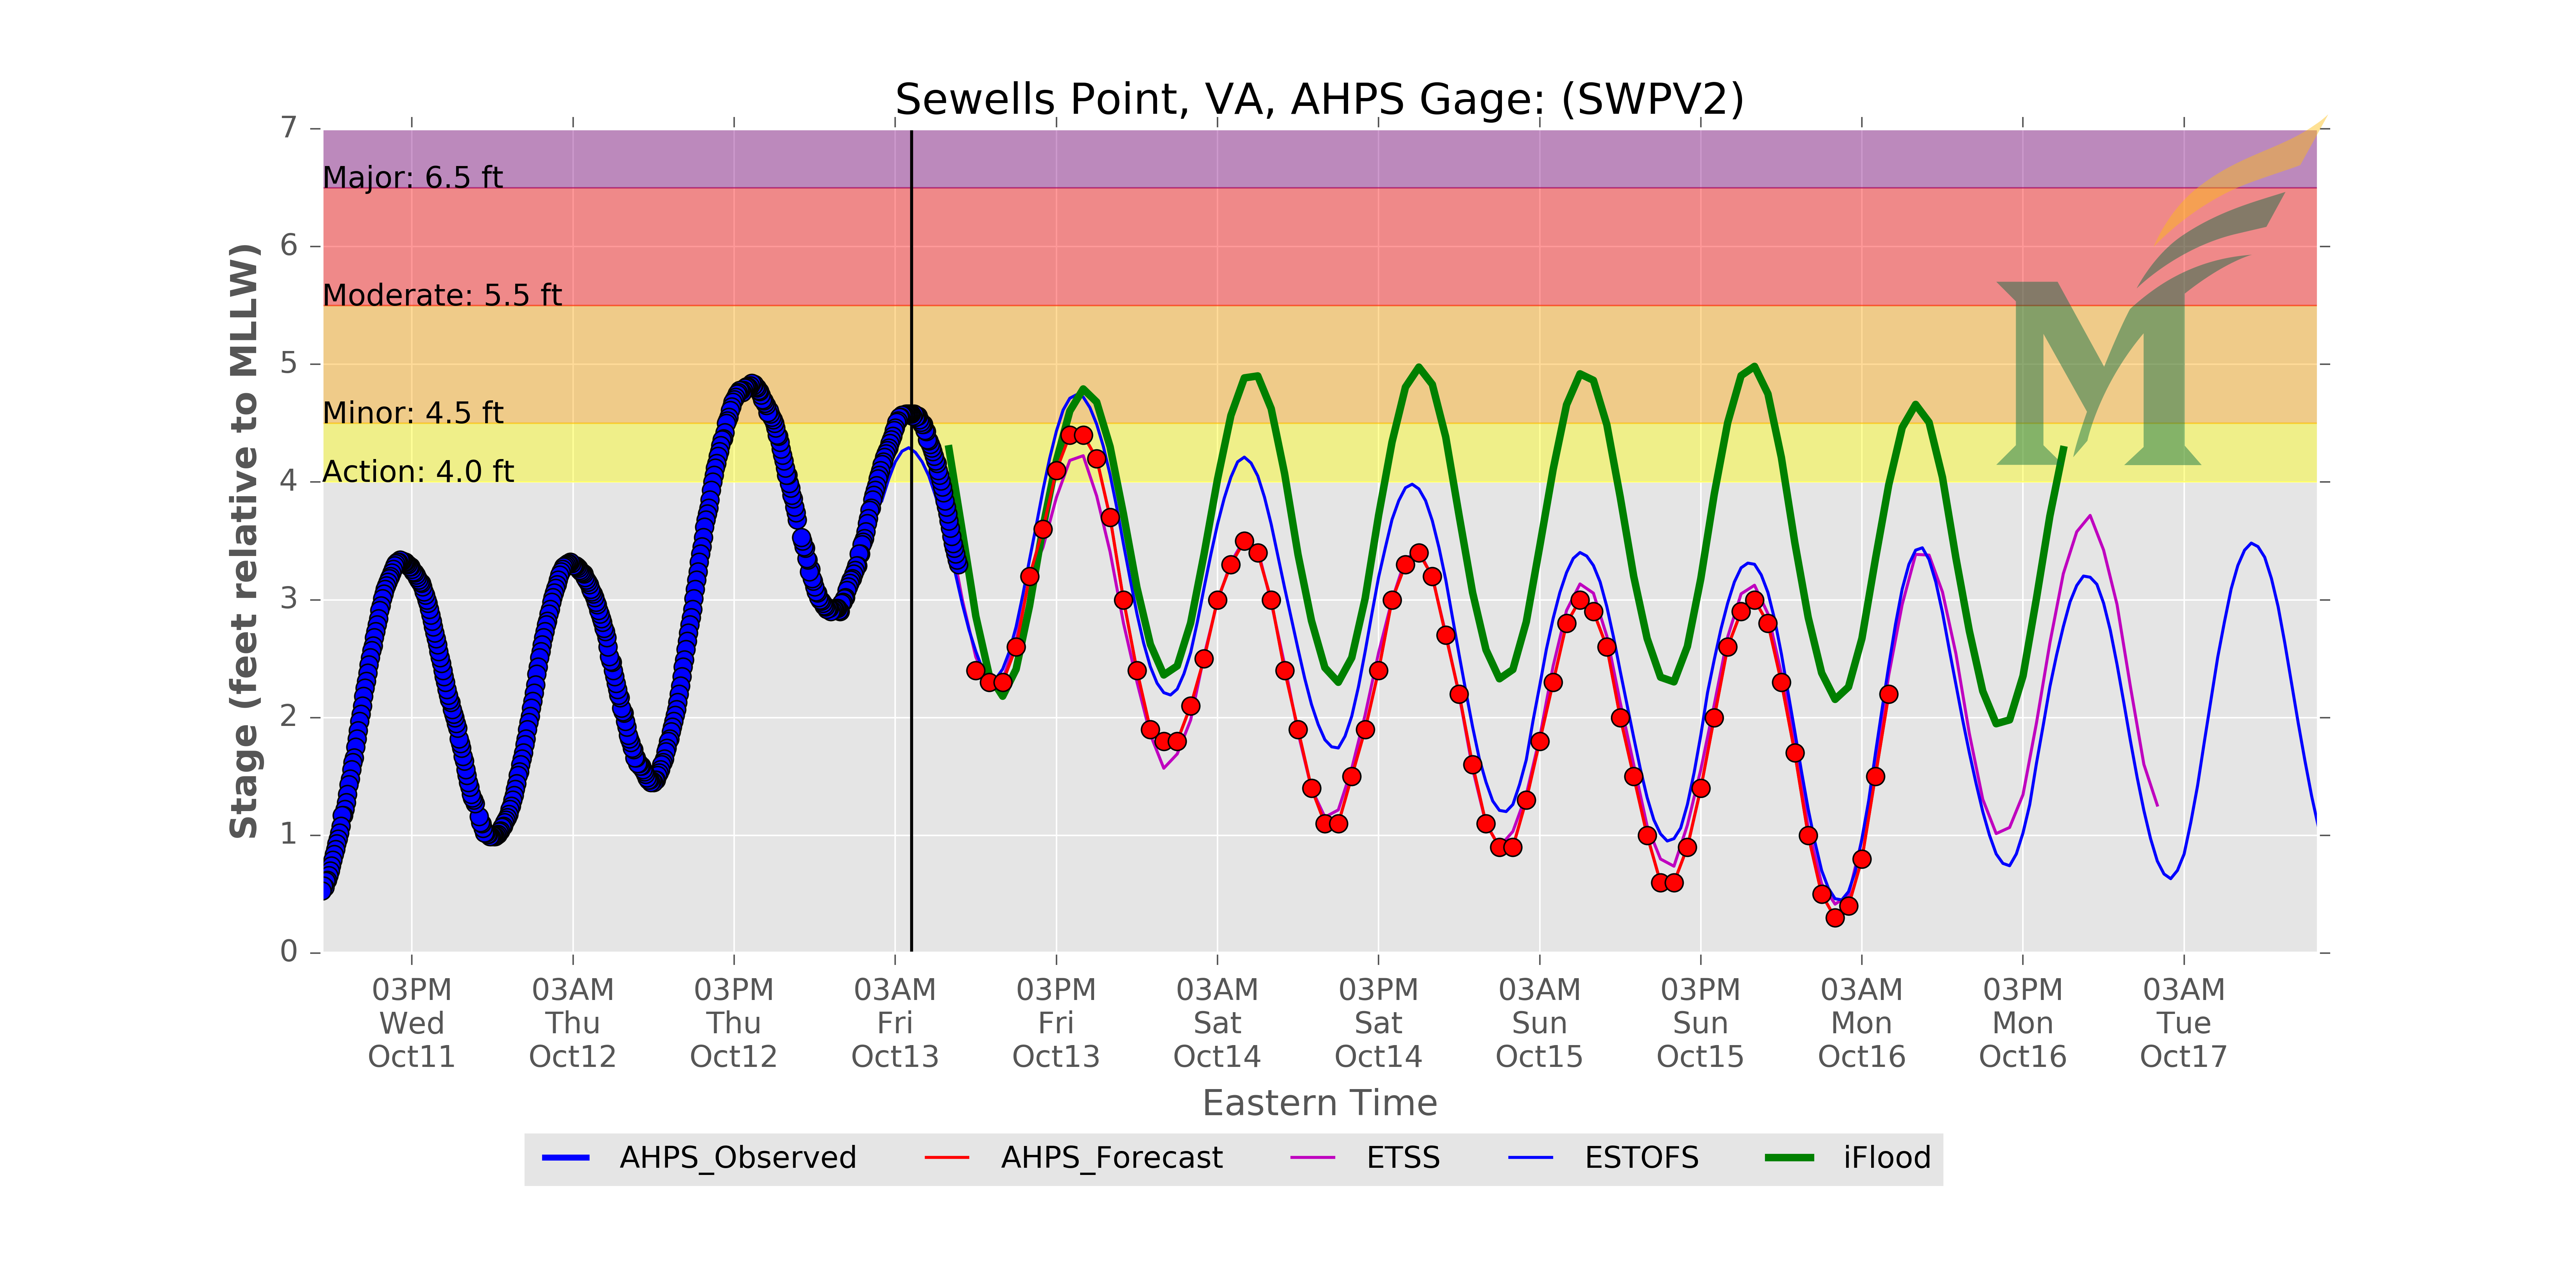 Sewells Point, VA, AHPS Gage: (SWPV2)
7
6
5
4
3
2
1
0
Stage (feet relative to MLLW)
Major: 6.5 ft
Moderate: 5.5 ft
Minor: 4.5 ft
Action: 4.0 ft
M
03PM 03AM 03PM 03AM 03PM 03AM 03PM 03AM 03PM 03AM 03PM 03AM
Wed Thu Thu Fri Fri Sat Sat Sun Sun Mon Mon Tue
Oct11 Oct12 Oct12 Oct13 Oct13 Oct14 Oct14 Oct15 Oct15 Oct16 Oct16 Oct17
Eastern Time
AHPS_Observed AHPS_Forecast ETSS ESTOFS iFlood